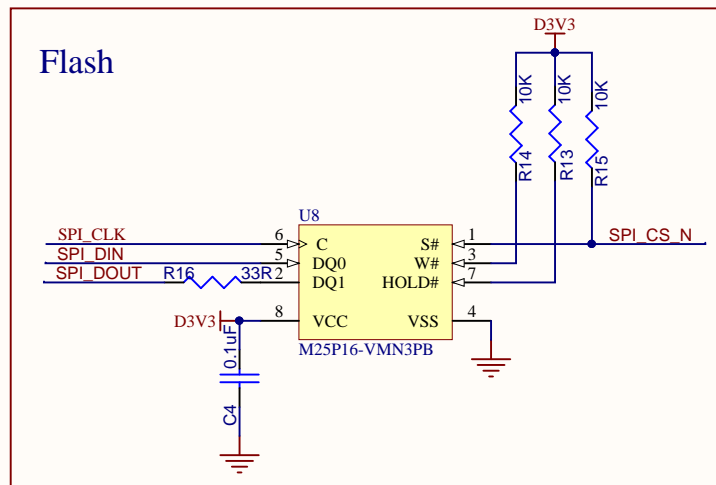 D3V3
Flash
10K
10K
10K
R14
R13
R15
U8
SPI_CLK
6
C
S#
1
SPI_CS_N
SPI_DIN
5
DQ0
W#
3
SPI_DOUT
R16
33R
2
DQ1
HOLD#
7
D3V3
8
VCC
VSS
4
M25P16-VMN3PB
0.1uF
C4